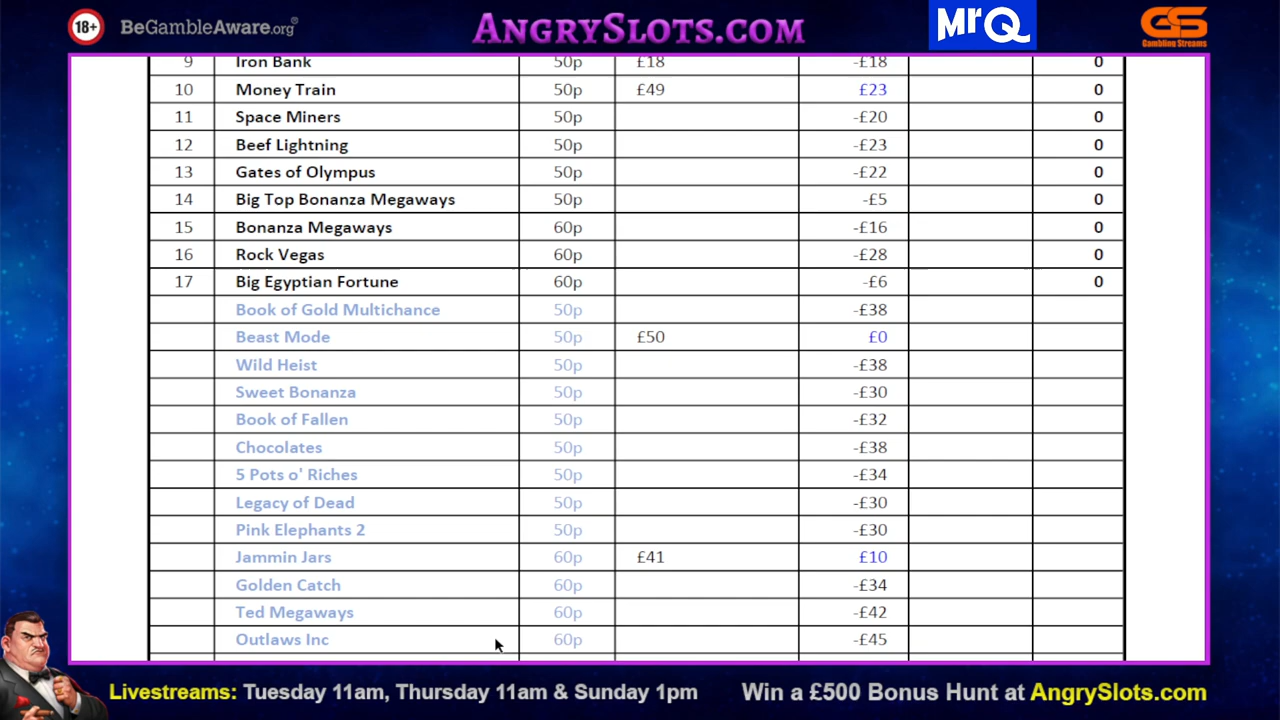 18+ BeGambleAware.org® ANGRYSLOTS.COM MrQ GS
Gambling Streams
9 Iron Bank 50p £18 -£18 0
10 Money Train 50p £49 £23 0
11 Space Miners 50p -£20 0
12 Beef Lightning 50p -£23 0
13 Gates of Olympus 50p -£22 0
14 Big Top Bonanza Megaways 50p -£5 0
15 Bonanza Megaways 60p -£16 0
16 Rock Vegas 60p -£28 0
17 Big Egyptian Fortune 60p -£6 0
Book of Gold Multichance 50p -£38
Beast Mode 50p £50 £0
Wild Heist 50p -£38
Sweet Bonanza 50p -£30
Book of Fallen 50p -£32
Chocolates 50p -£38
5 Pots o' Riches 50p -£34
Legacy of Dead 50p -£30
Pink Elephants 2 50p -£30
Jammin Jars 60p £41 £10
Golden Catch 60p -£34
Ted Megaways 60p -£42
Outlaws Inc 60p -£45
Livestreams: Tuesday 11am, Thursday 11am & Sunday 1pm Win a £500 Bonus Hunt at AngrySlots.com